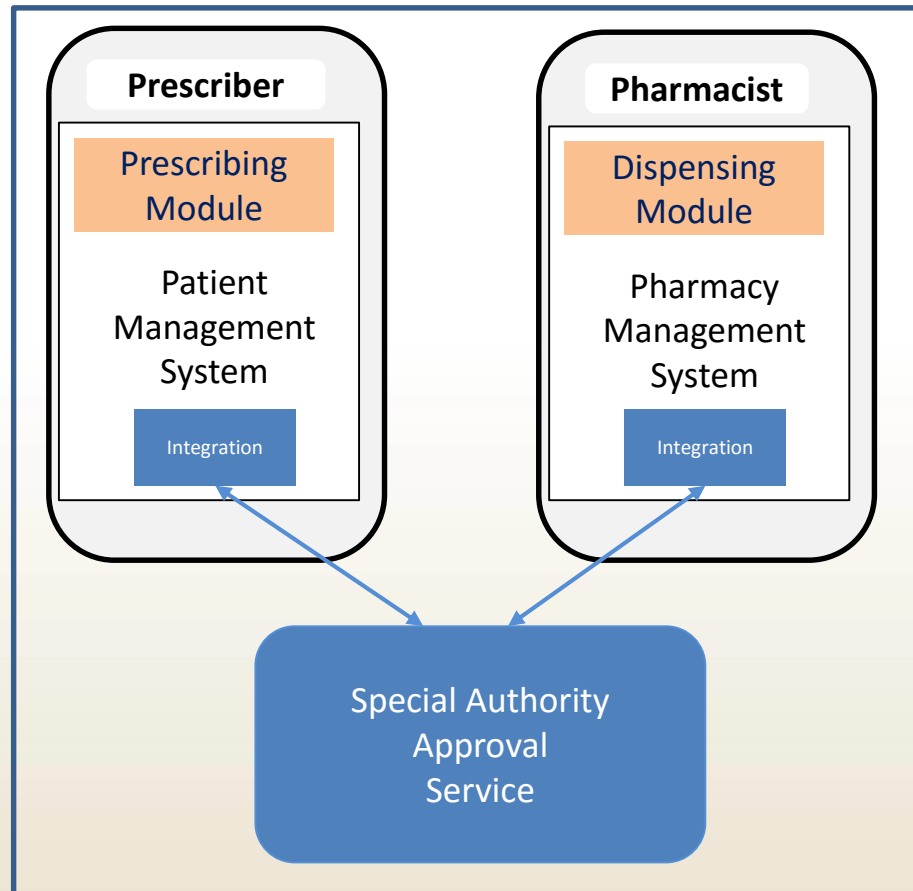 Prescriber
Prescribing
Module
Patient
Management
System
Integration
Pharmacist
Dispensing
Module
Pharmacy
Management
System
Integration
Special Authority
Approval
Service